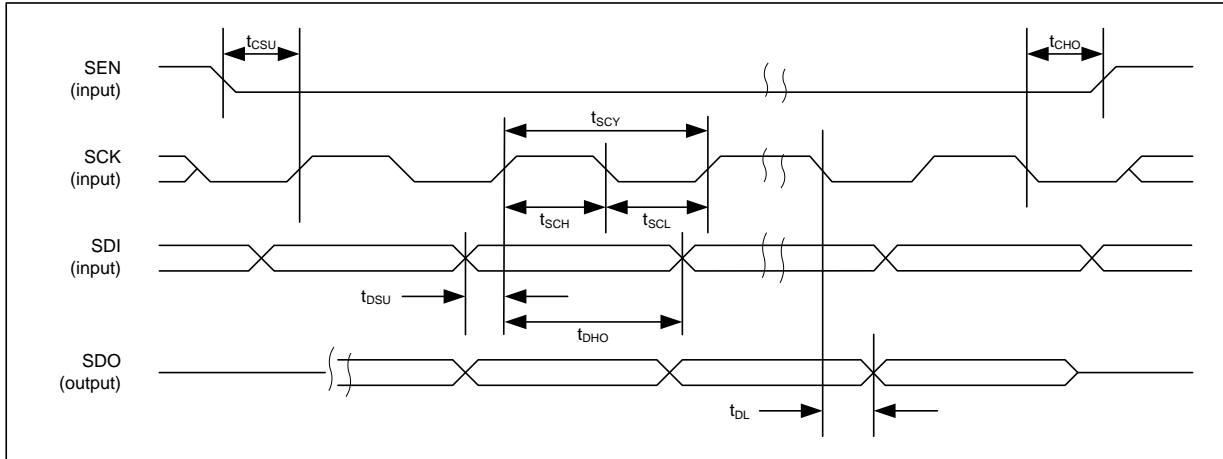 tCSU
tCHO
SEN
(input)
tSCY
SCK
(input)
tSCH
tSCL
SDI
(input)
tDSU
tDHO
SDO
(output)
tDL